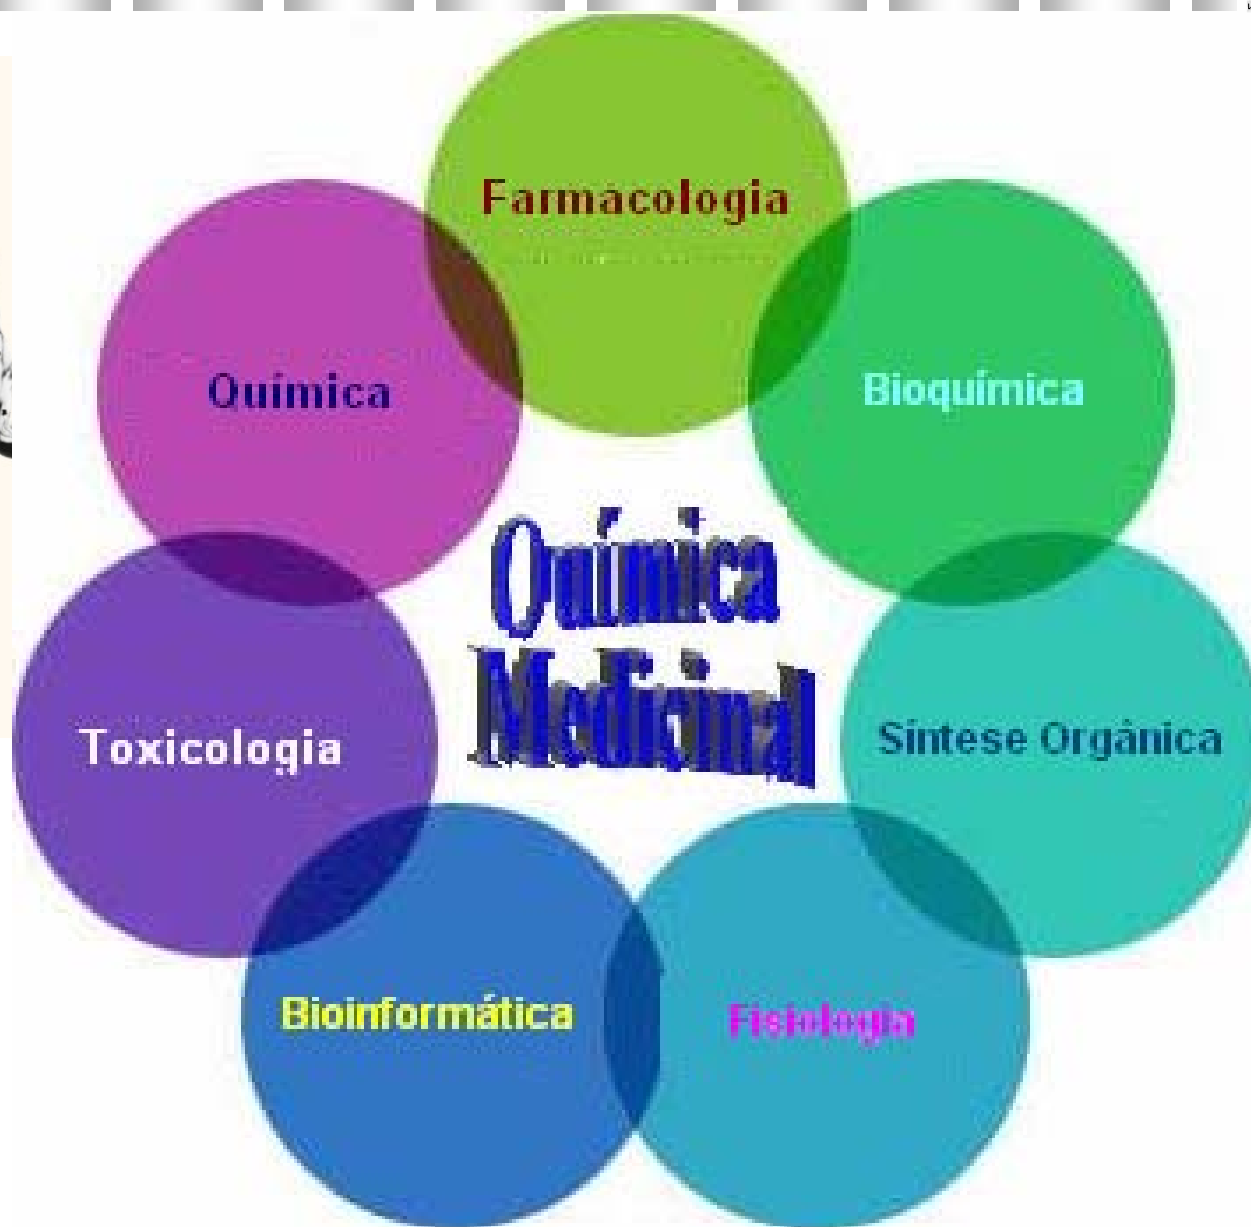 Farmacologia
Química
Bioquímica
Química
Medicinal
Toxicologia
Síntese Orgânica
Bioinformática
Fisiologia